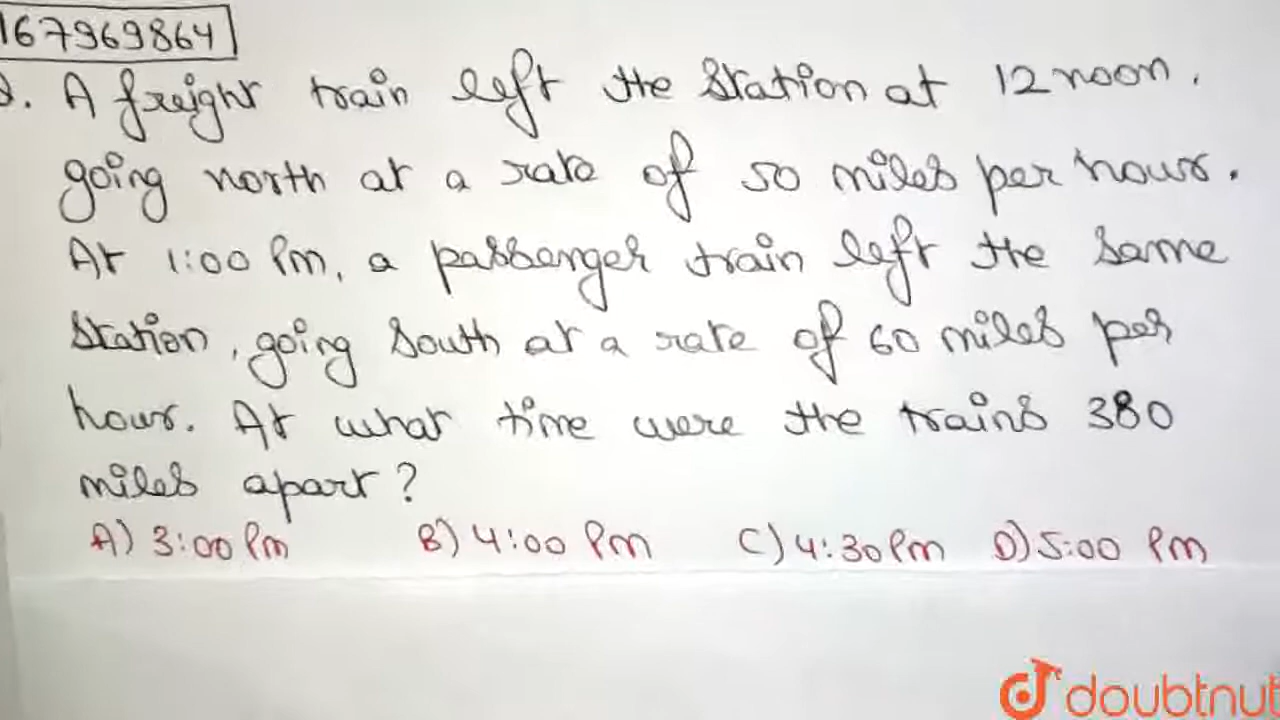 167969864
Q. A freight train left the station at 12 noon.
going north at a rate of 50 miles per hour.
At 1:00 Pm, a passenger train left the same
station, going south at a rate of 60 miles per
hour. At what time were the trains 380
miles apart?
A) 3:00 Pm B) 4:00 Pm C) 4:30 Pm D) 5:00 Pm
doubtnut